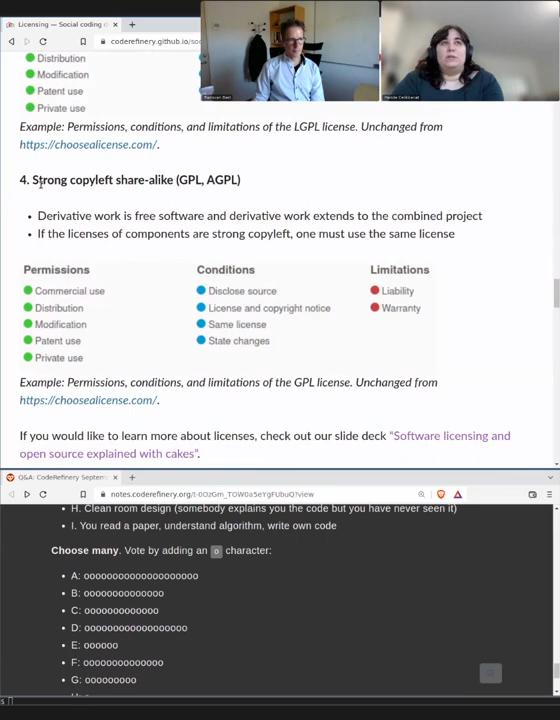 Licensing — Social coding
coderefinery.github.io/so
Distribution
Modification
Patent use
Private use
Example: Permissions, conditions, and limitations of the LGPL license. Unchanged from
https://choosealicense.com/.
4. Strong copyleft share-alike (GPL, AGPL)
Derivative work is free software and derivative work extends to the combined project
If the licenses of components are strong copyleft, one must use the same license
Permissions Conditions Limitations
Commercial use Disclose source Liability
Distribution License and copyright notice Warranty
Modification Same license
Patent use State changes
Private use
Example: Permissions, conditions, and limitations of the GPL license. Unchanged from
https://choosealicense.com/.
If you would like to learn more about licenses, check out our slide deck “Software licensing and
open source explained with cakes”.
Q&A: CodeRefinery Septem
H. Clean room design (somebody explains you the code but you have never seen it)
I. You read a paper, understand algorithm, write own code
Choose many. Vote by adding an o character:
A: ooooooooooooooooooo
B: oooooooooooooo
C: ooooooooooooo
D: oooooooooooooooooo
E: oooooo
F: oooooooooooooo
G: ooooooooo